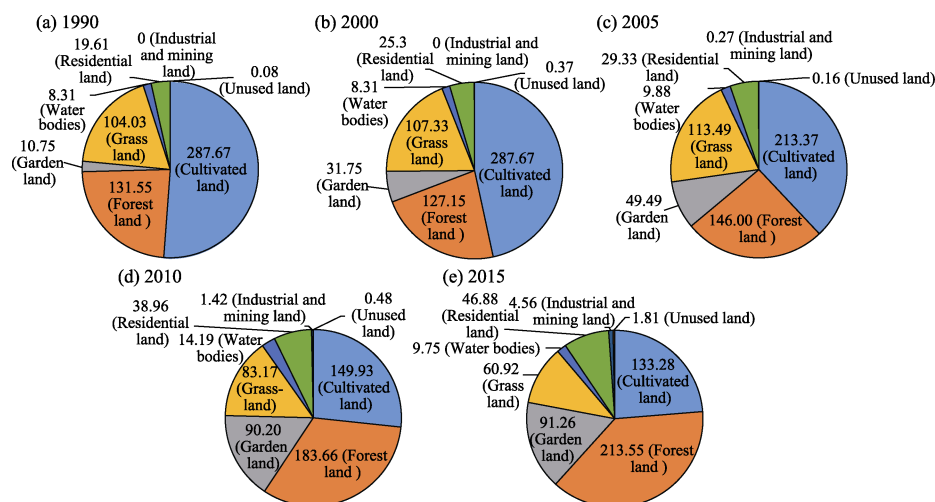 (a) 1990
19.61
(Residential
land)
0 (Industrial
and mining
land)
0.08
(Unused land)
8.31
(Water
bodies)
104.03
(Grass
land)
10.75
(Garden
land)
287.67
(Cultivated
land)
131.55
(Forest
land )
(b) 2000
25.3
(Residential
land)
0 (Industrial and
mining land)
0.37
(Unused land)
8.31
(Water
bodies)
107.33
(Grass
land)
31.75
(Garden
land)
287.67
(Cultivated
land)
127.15
(Forest
land )
(c) 2005
0.27 (Industrial and
mining land)
29.33 (Residential
land)
0.16 (Unused land)
9.88
(Water
bodies)
113.49
(Grass
land)
213.37
(Cultivated
land)
49.49
(Garden
land)
146.00 (Forest
land )
(d) 2010
38.96
(Residential
land)
1.42 (Industrial and
mining land)
0.48
(Unused
land)
14.19 (Water
bodies)
83.17
(Grass-
land)
149.93
(Cultivated
land)
90.20
(Garden
land)
183.66 (Forest
land )
(e) 2015
46.88
(Residential
land)
4.56 (Industrial and
mining land)
1.81 (Unused land)
9.75 (Water bodies)
60.92
(Grass
land)
133.28
(Cultivated
land)
91.26
(Garden
land)
213.55 (Forest
land )